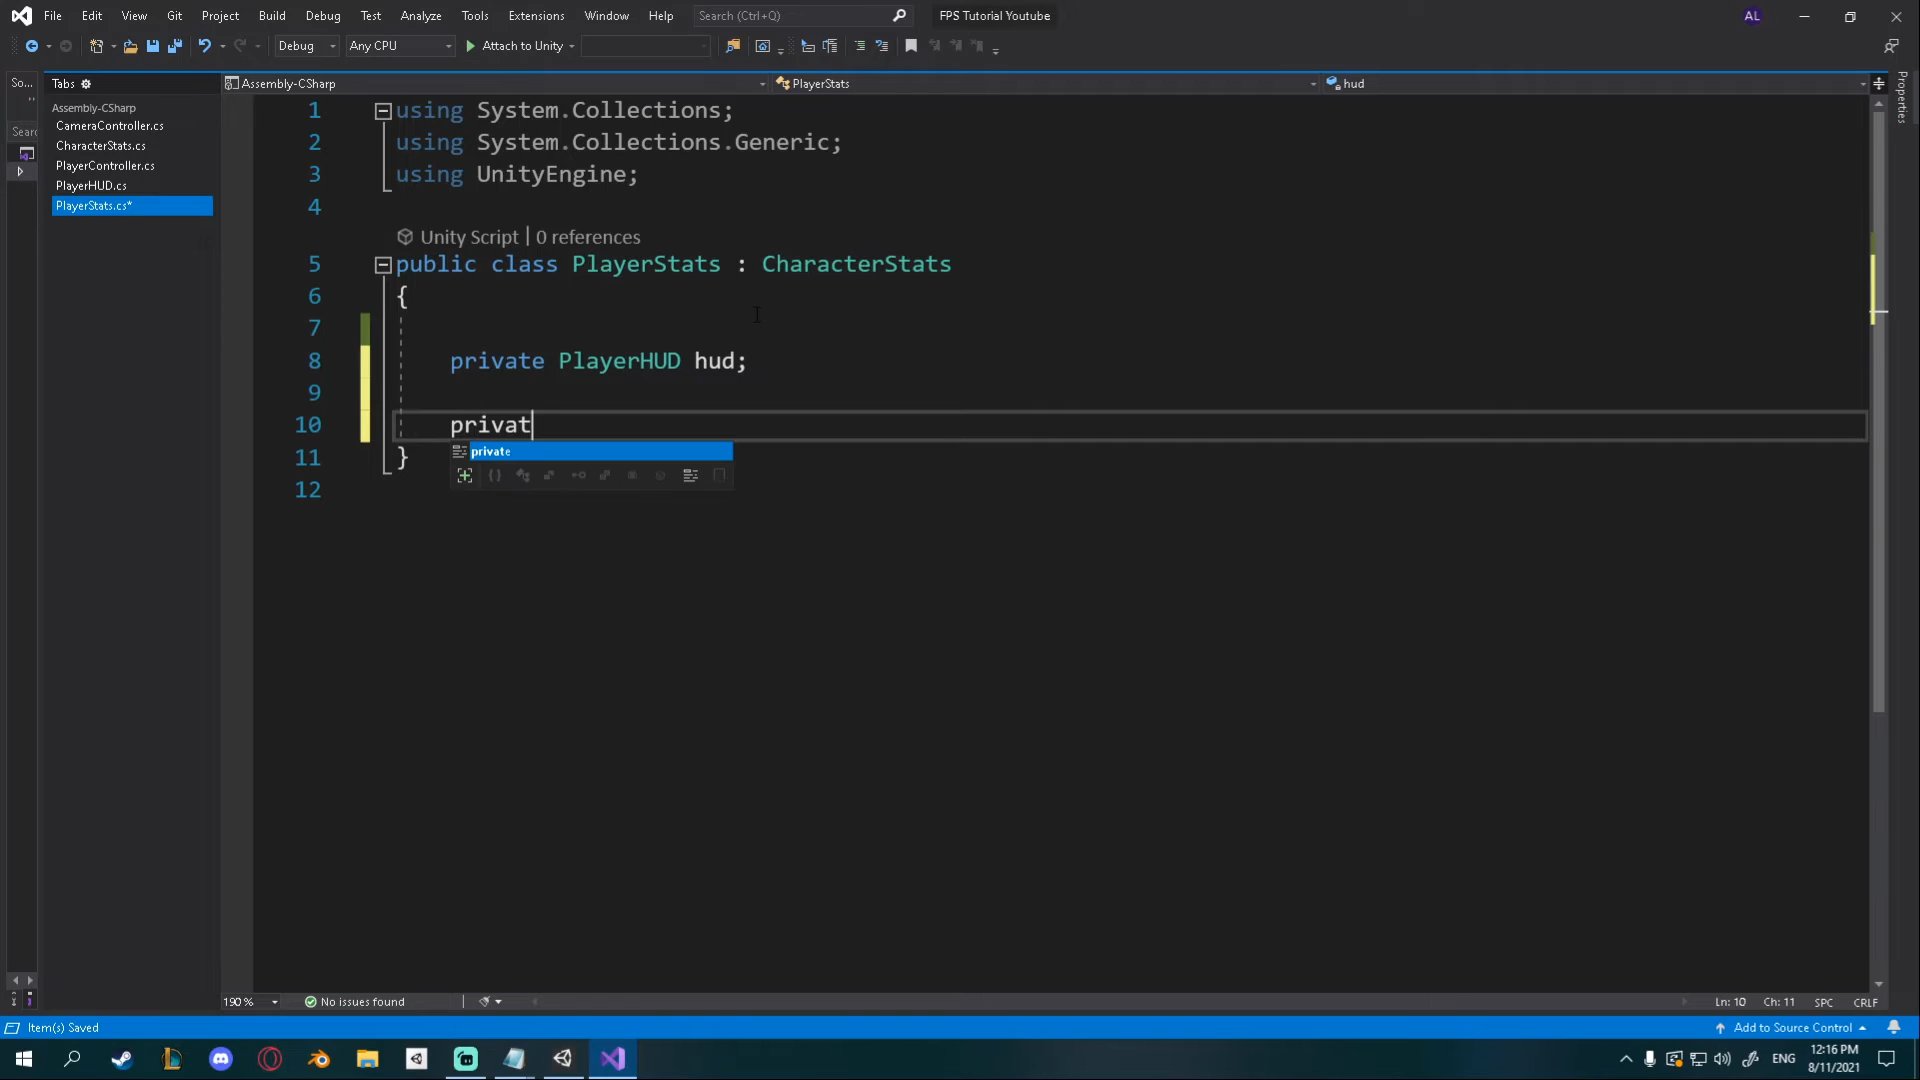 File Edit View Git Project Build Debug Test Analyze Tools Extensions Window Help Search (Ctrl+Q) FPS Tutorial Youtube AL
Debug Any CPU Attach to Unity
So... Tabs Assembly-CSharp PlayerStats hud Properties
Assembly-CSharp
Sear
CameraController.cs
CharacterStats.cs
PlayerController.cs
PlayerHUD.cs
PlayerStats.cs*
1 using System.Collections;
2 using System.Collections.Generic;
3 using UnityEngine;
4
Unity Script | 0 references
5 public class PlayerStats : CharacterStats
6 {
7
8 private PlayerHUD hud;
9
10 privat
private
11 }
12
190 % No issues found Ln: 10 Ch: 11 SPC CRLF
Item(s) Saved Add to Source Control
ENG 12:16 PM
8/11/2021